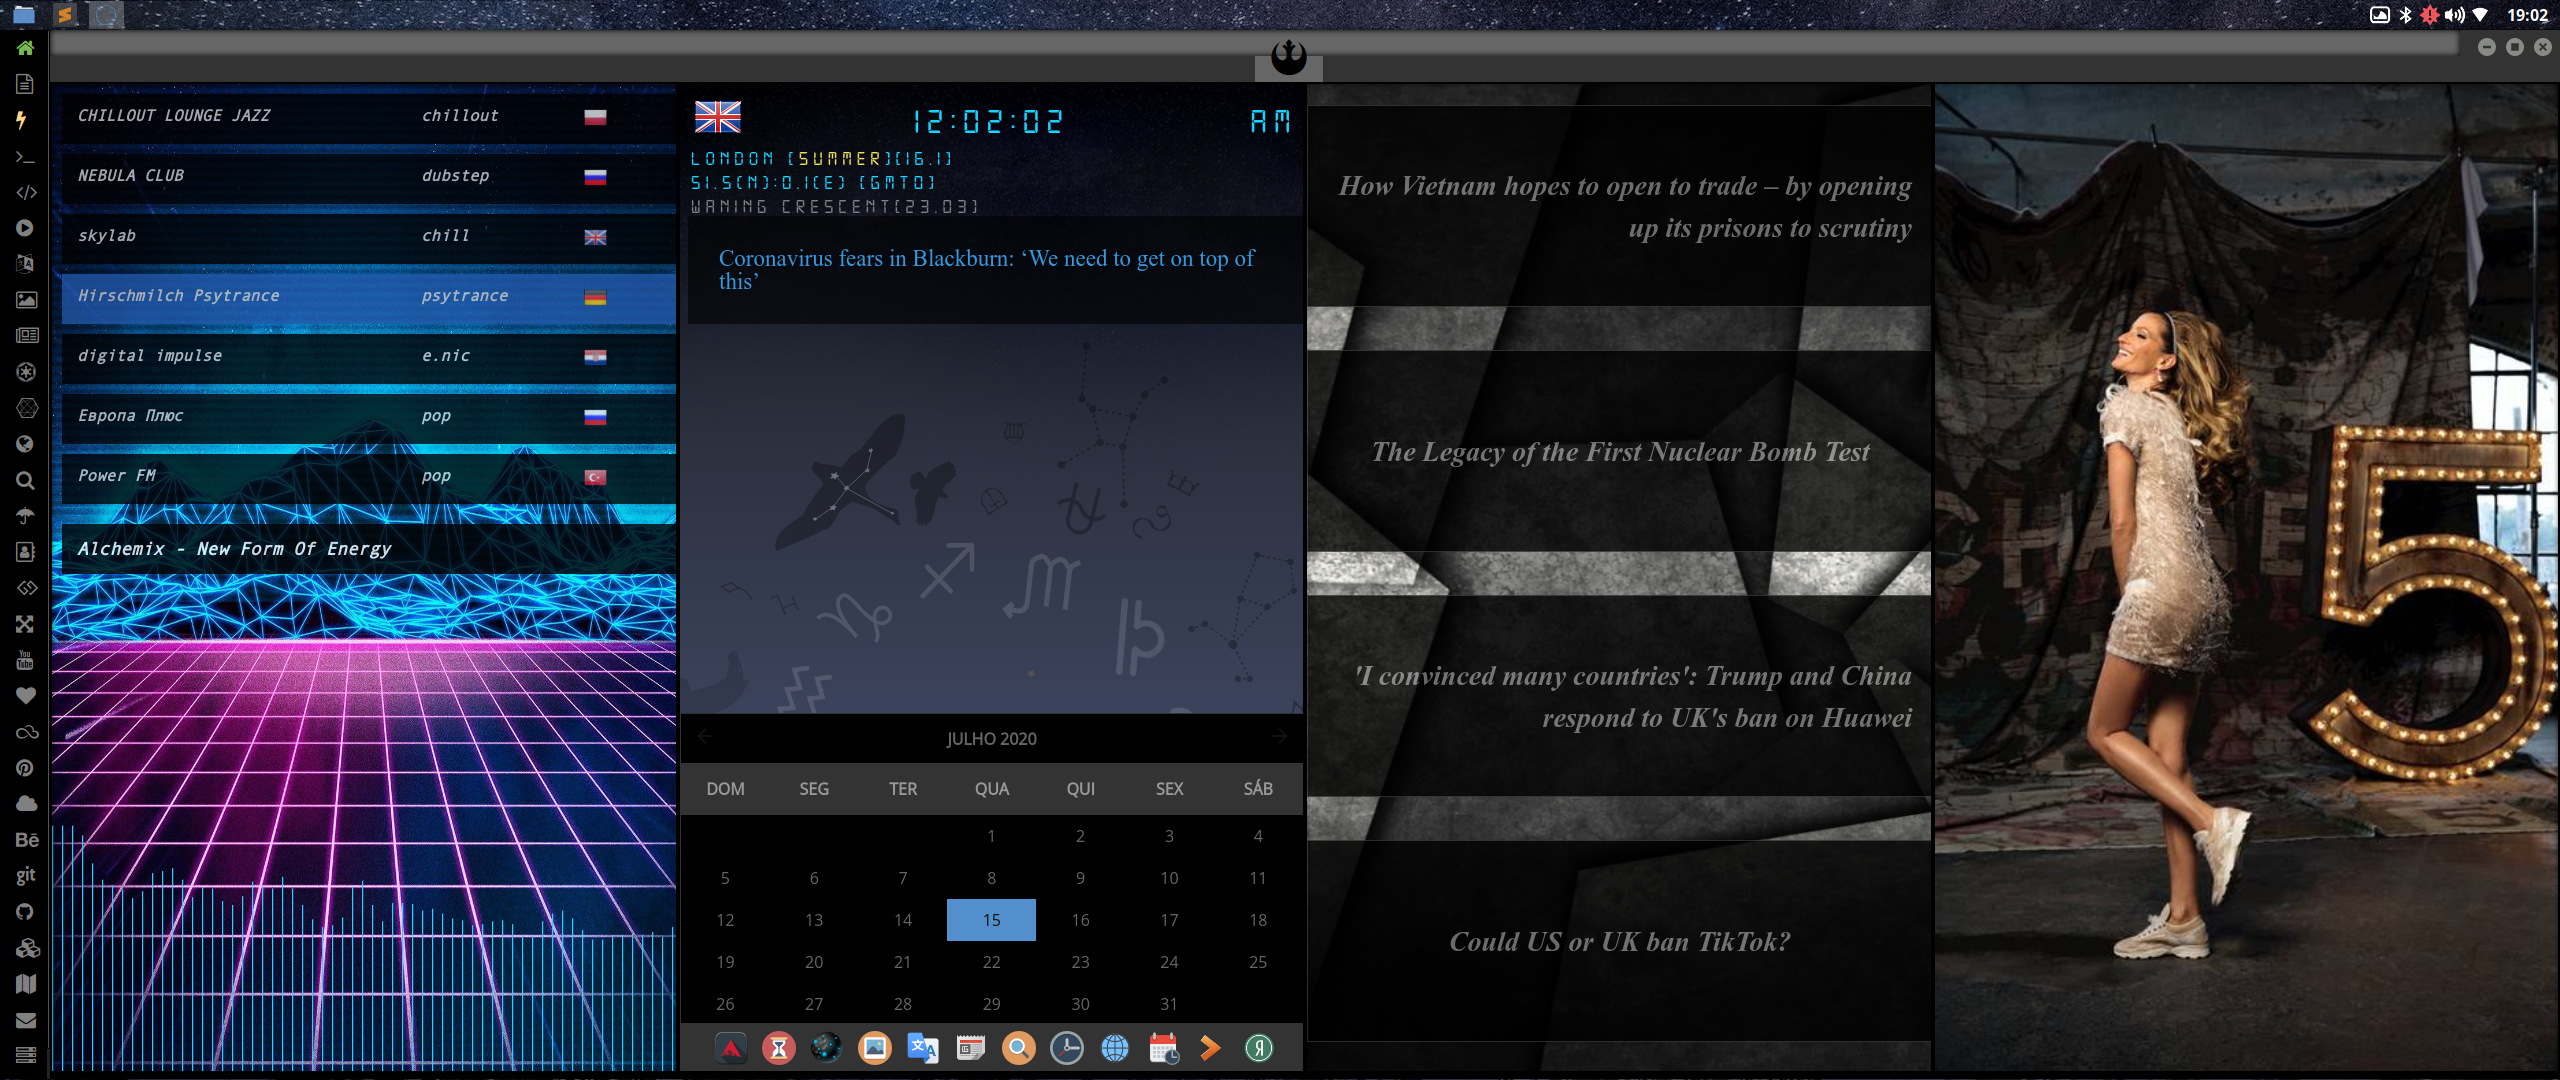 19:02
CHILLOUT LOUNGE JAZZ chillout
NEBULA CLUB dubstep
skylab chill
Hirschmilch Psytrance psytrance
digital impulse e.nic
Европа Плюс pop
Power FM pop
Alchemix - New Form Of Energy
You
Tube
Bē
git
12:02:02 AM
LONDON [SUMMER][16.1]
51.5(N):0.1(E) [GMT0]
WANING CRESCENT(23.03)
Coronavirus fears in Blackburn: ‘We need to get on top of
this’
JULHO 2020
DOM SEG TER QUA QUI SEX SÁB
1 2 3 4
5 6 7 8 9 10 11
12 13 14 15 16 17 18
19 20 21 22 23 24 25
26 27 28 29 30 31
How Vietnam hopes to open to trade – by opening
up its prisons to scrutiny
The Legacy of the First Nuclear Bomb Test
'I convinced many countries': Trump and China
respond to UK's ban on Huawei
Could US or UK ban TikTok?
5